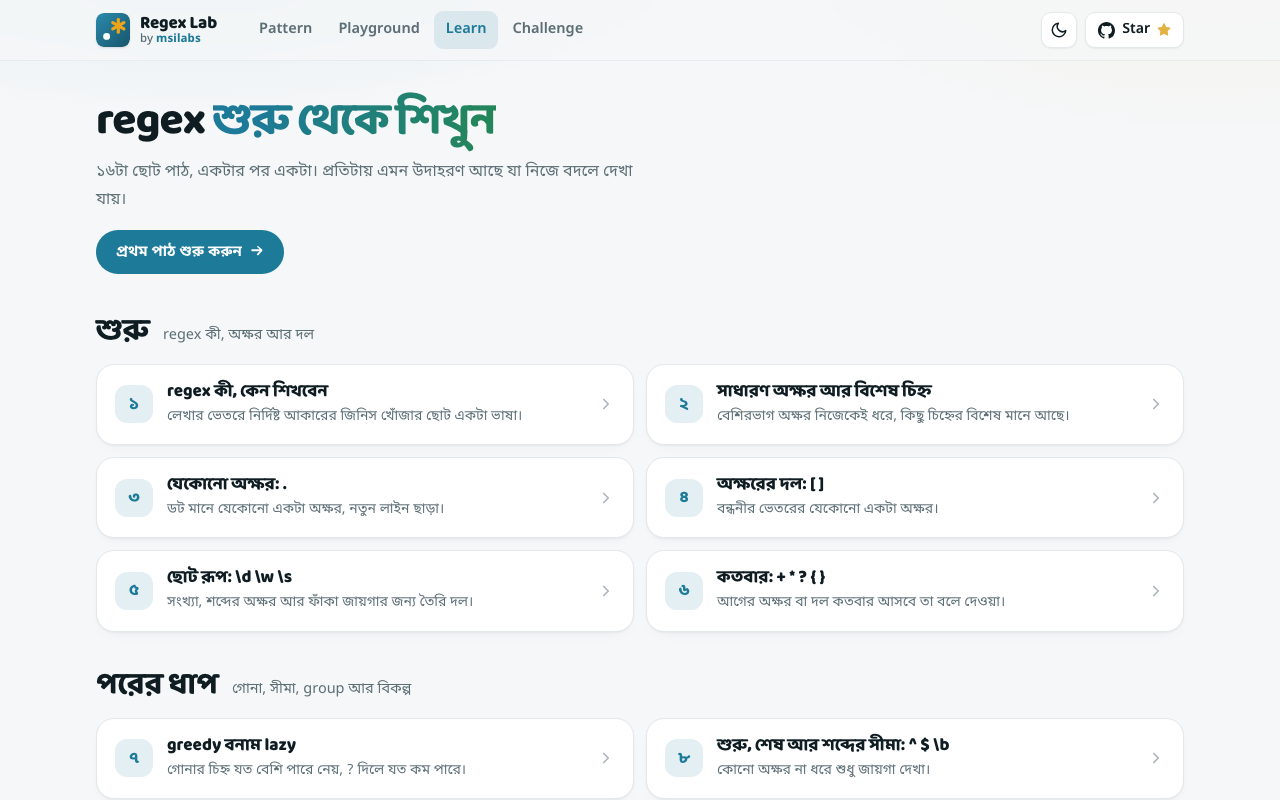 Regex Lab
by msilabs
Pattern
Playground
Learn
Challenge
Star
regex শুরু থেকে শিখুন
১৬টা ছোট পাঠ, একটার পর একটা। প্রতিটায় এমন উদাহরণ আছে যা নিজে বদলে দেখা
যায়।
প্রথম পাঠ শুরু করুন →
শুরু regex কী, অক্ষর আর দল
১
regex কী, কেন শিখবেন
লেখার ভেতরে নির্দিষ্ট আকারের জিনিস খোঁজার ছোট একটা ভাষা।
২
সাধারণ অক্ষর আর বিশেষ চিহ্ন
বেশিরভাগ অক্ষর নিজেকেই ধরে, কিছু চিহ্নের বিশেষ মানে আছে।
৩
যেকোনো অক্ষর: .
ডট মানে যেকোনো একটা অক্ষর, নতুন লাইন ছাড়া।
৪
অক্ষরের দল: [ ]
বন্ধনীর ভেতরের যেকোনো একটা অক্ষর।
৫
ছোট রূপ: \d \w \s
সংখ্যা, শব্দের অক্ষর আর ফাঁকা জায়গার জন্য তৈরি দল।
৬
কতবার: + * ? { }
আগের অক্ষর বা দল কতবার আসবে তা বলে দেওয়া।
পরের ধাপ গোনা, সীমা, group আর বিকল্প
৭
greedy বনাম lazy
গোনার চিহ্ন যত বেশি পারে নেয়, ? দিলে যত কম পারে।
৮
শুরু, শেষ আর শব্দের সীমা: ^ $ \b
কোনো অক্ষর না ধরে শুধু জায়গা দেখা।